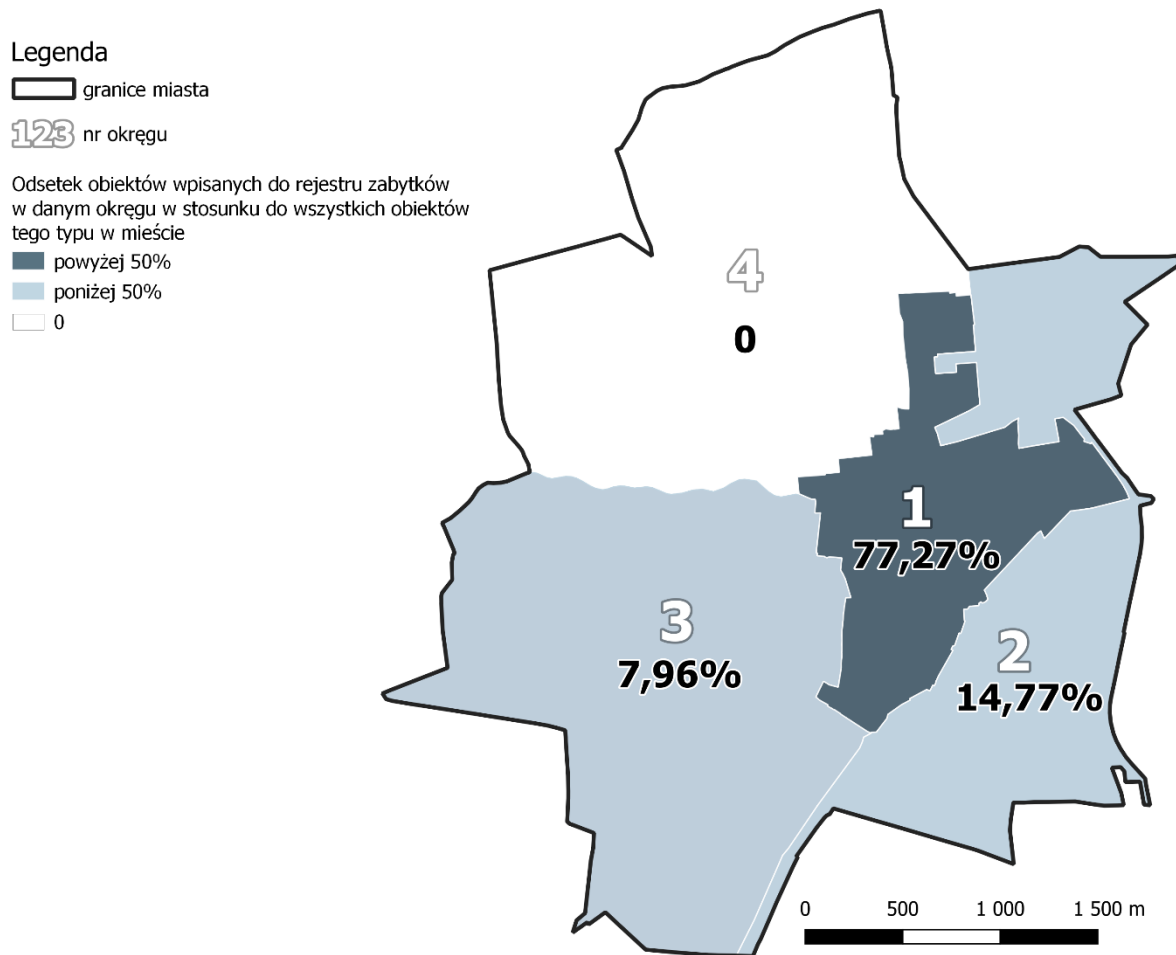 Legenda
granice miasta
123 nr okręgu
Odsetek obiektów wpisanych do rejestru zabytków
w danym okręgu w stosunku do wszystkich obiektów
tego typu w mieście
powyżej 50%
poniżej 50%
0
4
0
1
77,27%
3
7,96%
2
14,77%
0 500 1 000 1 500 m